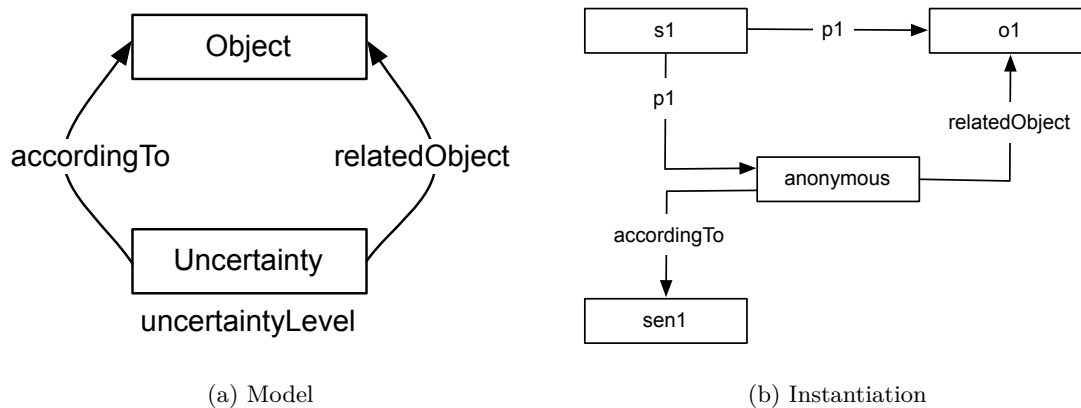 Object
accordingTo
relatedObject
Uncertainty
uncertaintyLevel
(a) Model
s1
p1
o1
p1
relatedObject
anonymous
accordingTo
sen1
(b) Instantiation